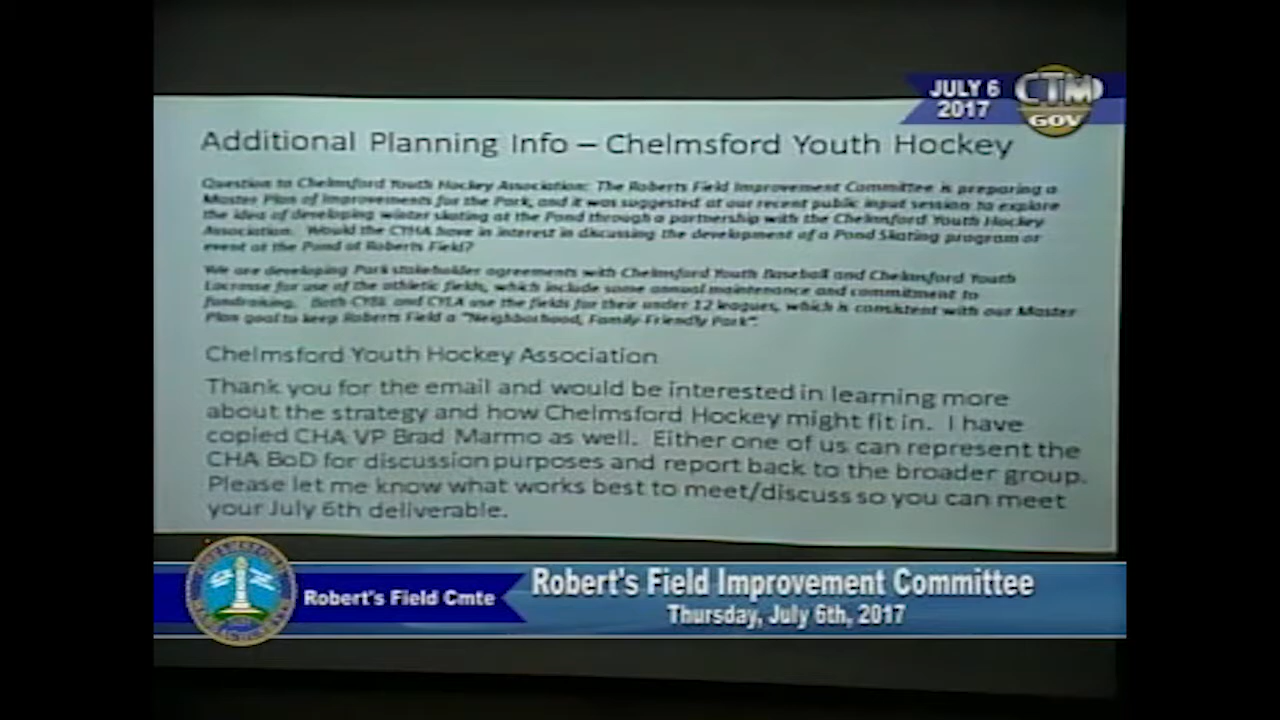 JULY 6
2017
CTM
GOV
Additional Planning Info – Chelmsford Youth Hockey
Question to Chelmsford Youth Hockey Association: The Roberts Field Improvement Committee is preparing a
Master Plan of Improvements for the Park, and it was suggested at our recent public input session to explore
the idea of developing winter skating at the Pond through a partnership with the Chelmsford Youth Hockey
Association. Would the CYHA have in interest in discussing the development of a Pond Skating program or
event at the Pond at Roberts Field?
We are developing Park stakeholder agreements with Chelmsford Youth Baseball and Chelmsford Youth
Lacrosse for use of the athletic fields, which include some annual maintenance and commitment to
fundraising. Both CYBL and CYLA use the fields for their under 12 leagues, which is consistent with our Master
Plan goal to keep Roberts Field a "Neighborhood, Family-Friendly Park".
Chelmsford Youth Hockey Association
Thank you for the email and would be interested in learning more
about the strategy and how Chelmsford Hockey might fit in. I have
copied CHA VP Brad Marmo as well. Either one of us can represent the
CHA BoD for discussion purposes and report back to the broader group.
Please let me know what works best to meet/discuss so you can meet
your July 6th deliverable.
Robert's Field Cmte
Robert's Field Improvement Committee
Thursday, July 6th, 2017